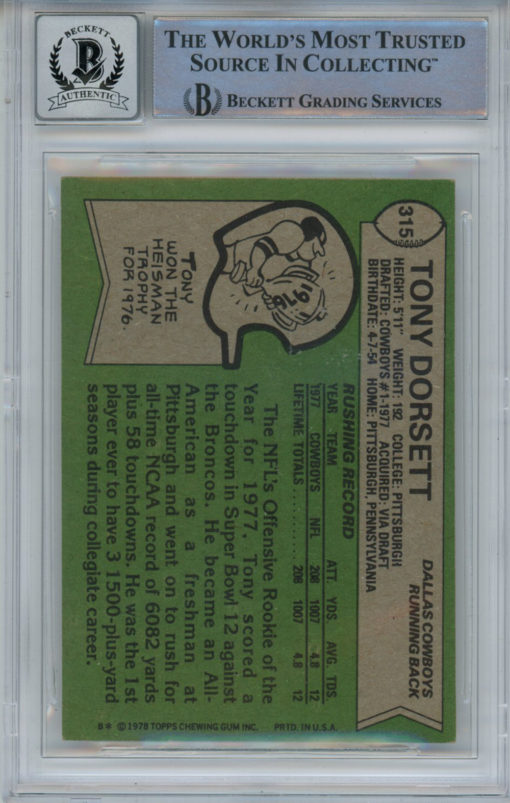 BECKETT
B
AUTHENTIC
THE WORLD'S MOST TRUSTED
SOURCE IN COLLECTING™
B BECKETT GRADING SERVICES
315
TONY DORSETT
DALLAS COWBOYS
RUNNING BACK
HEIGHT: 5'11" WEIGHT: 192 COLLEGE: PITTSBURGH
DRAFTED: COWBOYS #1-1977 ACQUIRED: VIA DRAFT
BIRTHDATE: 4-7-54 HOME: PITTSBURGH, PENNSYLVANIA
1976
TONY
WON THE
HEISMAN
TROPHY
FOR 1976.
RUSHING RECORD
YEAR TEAM ATT. YDS. AVG. TDS.
1977 COWBOYS NFL 208 1007 4.8 12
LIFETIME TOTALS 208 1007 4.8 12
The NFL's Offensive Rookie of the
Year for 1977, Tony scored a
touchdown in Super Bowl 12 against
the Broncos. He became an All-
American as a freshman at
Pittsburgh and went on to rush for
all-time NCAA record of 6082 yards
plus 58 touchdowns. He was the 1st
player ever to have 3 1500-plus-yard
seasons during collegiate career.
B* ©1978 TOPPS CHEWING GUM INC. PRTD. IN U.S.A.